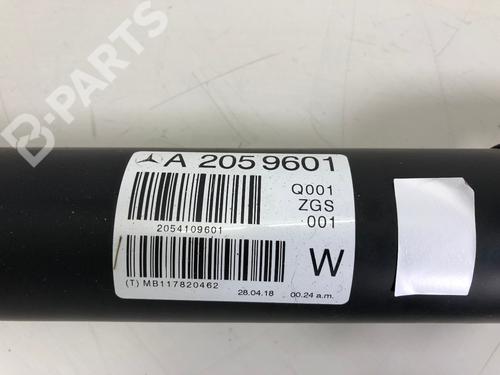 B-PARTS
A 205 9601
Q001
ZGS
001
2054109601
W
(T) MB117820462
28.04.18 00.24 a.m.